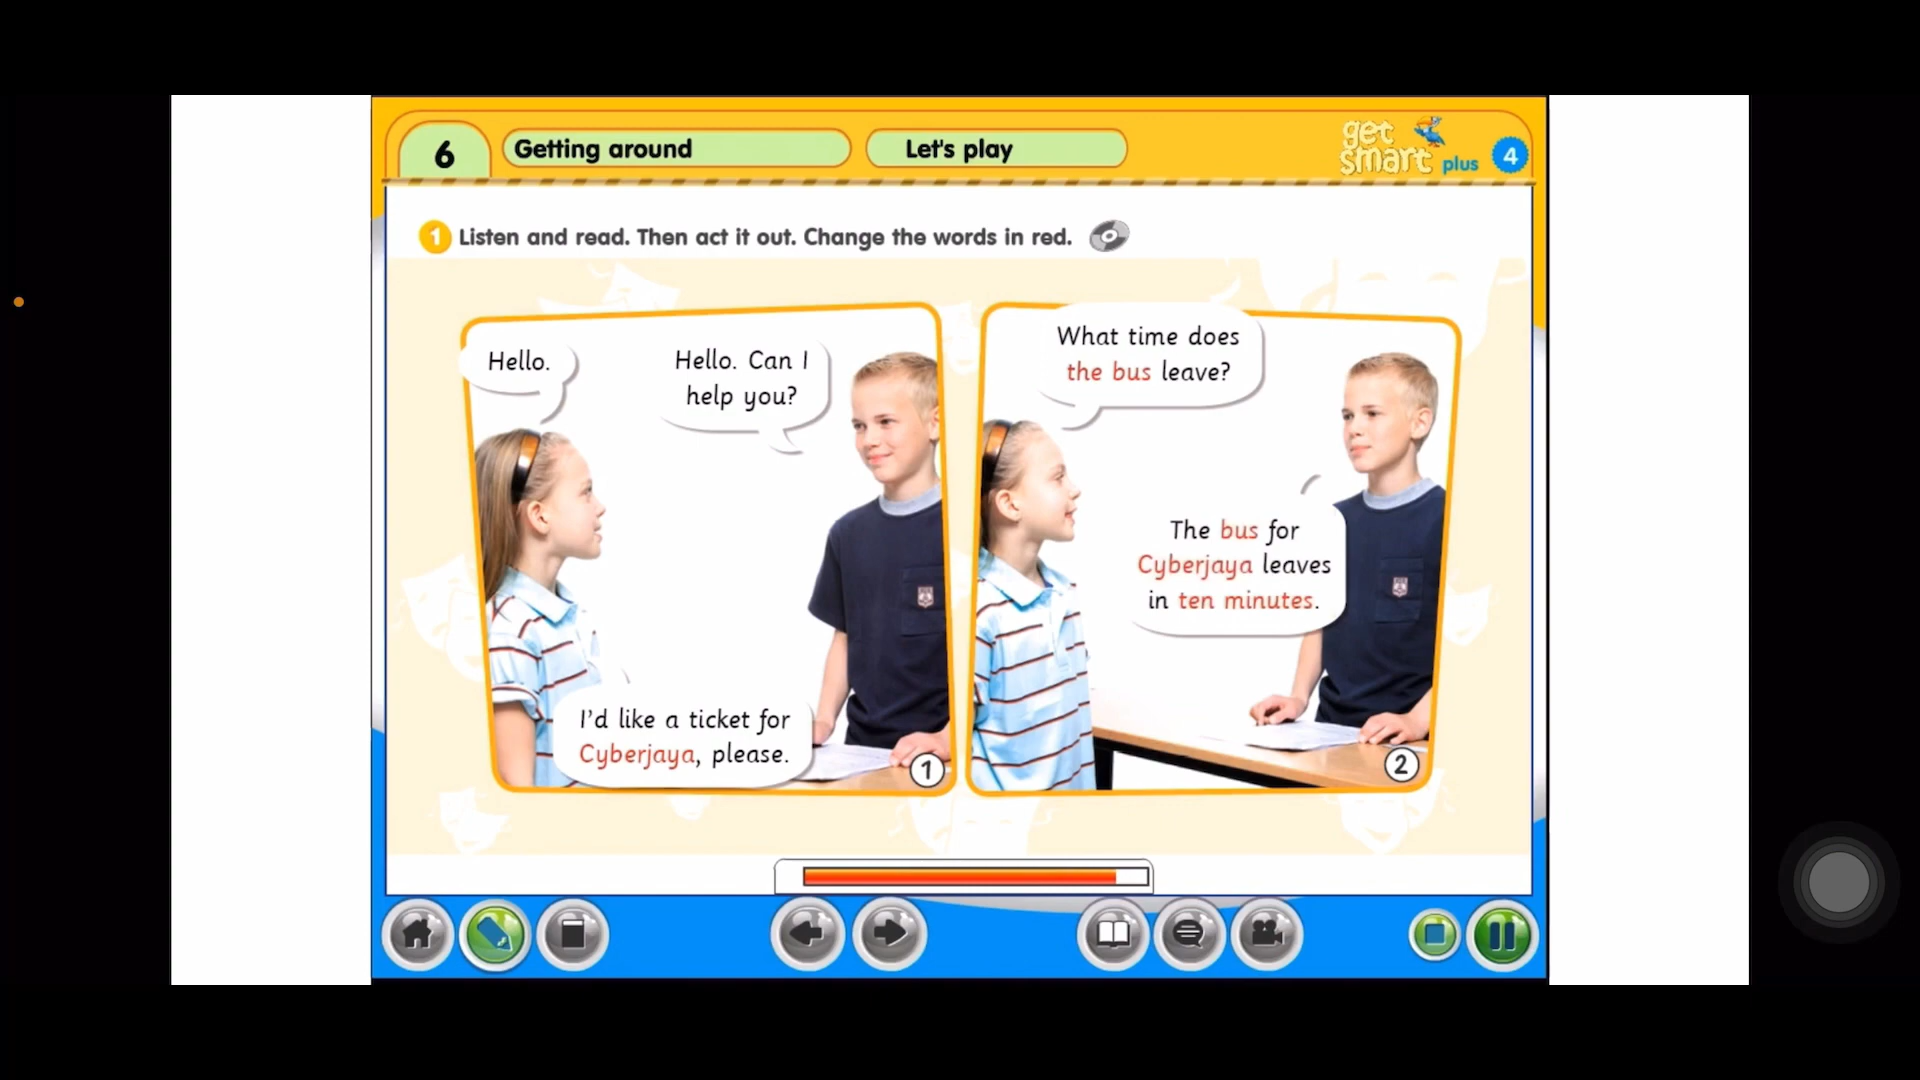 6
Getting around
Let's play
get
smart plus 4
1 Listen and read. Then act it out. Change the words in red.
Hello.
Hello. Can I
help you?
I'd like a ticket for
Cyberjaya, please.
1
What time does
the bus leave?
The bus for
Cyberjaya leaves
in ten minutes.
2